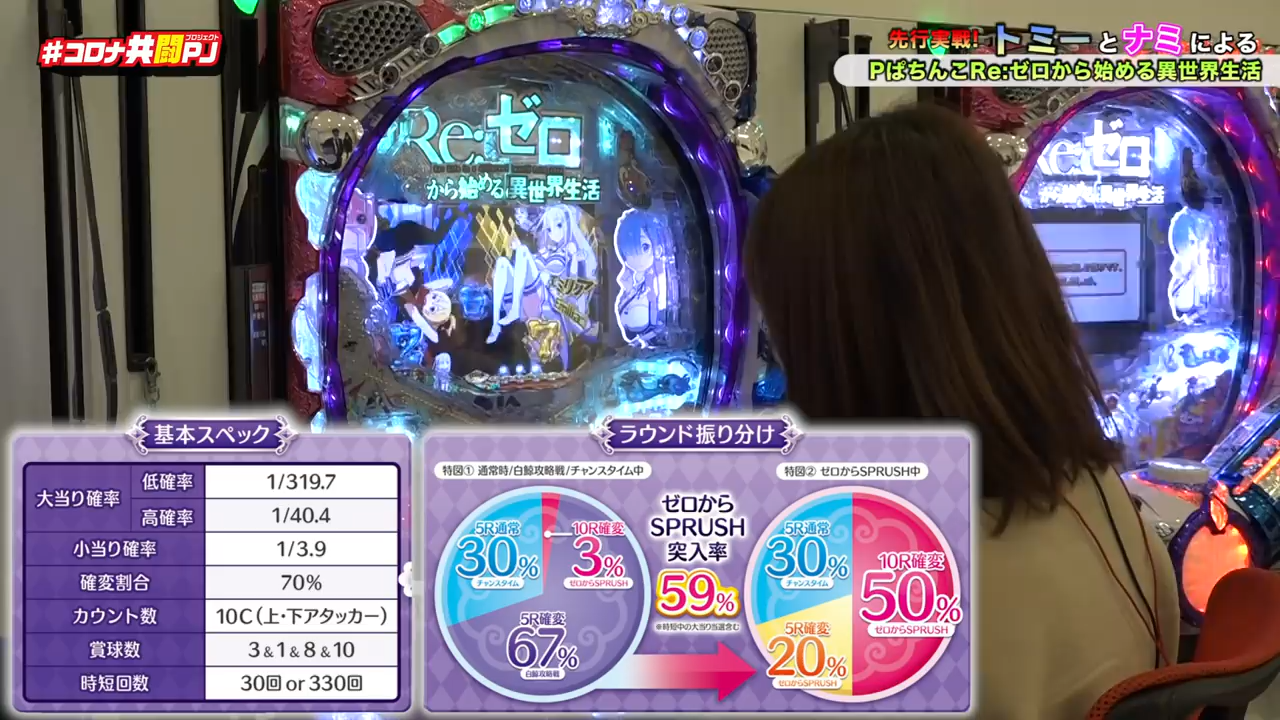 #コロナ共闘PJ
プロジェクト
先行実戦! トミーとナミによる
PぱちんこRe:ゼロから始める異世界生活
Re:ゼロ
から始める異世界生活
Re:ゼロ
から始める異世界生活
基本スペック
大当り確率 低確率 1/319.7
高確率 1/40.4
小当り確率 1/3.9
確変割合 70%
カウント数 10C(上・下アタッカー)
賞球数 3&1&8&10
時短回数 30回 or 330回
ラウンド振り分け
特図① 通常時/白鯨攻略戦/チャンスタイム中
5R通常
30%
チャンスタイム
10R確変
3%
ゼロからSPRUSH
5R確変
67%
白鯨攻略戦
ゼロから
SPRUSH
突入率
59%
※時短中の大当り当選含む
特図② ゼロからSPRUSH中
5R通常
30%
チャンスタイム
10R確変
50%
ゼロからSPRUSH
5R確変
20%
ゼロからSPRUSH